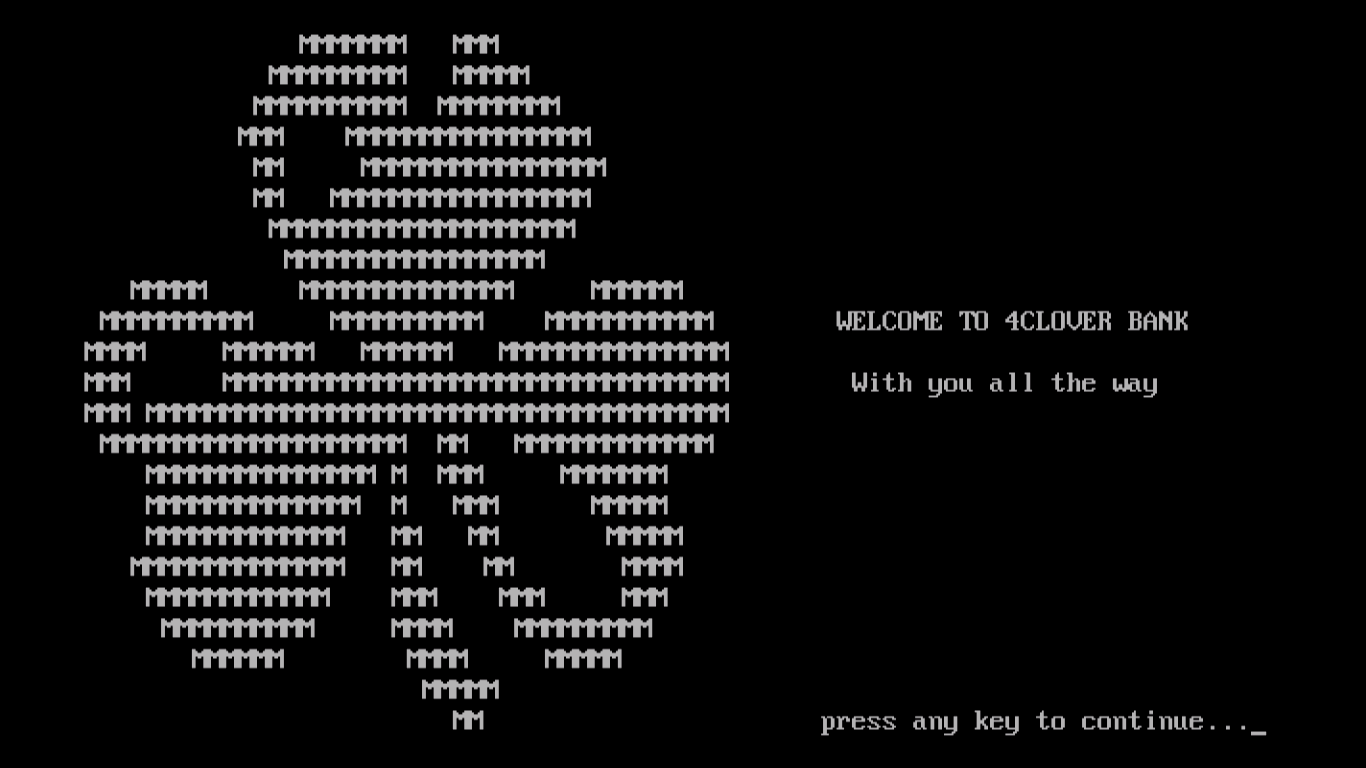 WELCOME TO 4CLOVER BANK
With you all the way
press any key to continue..._